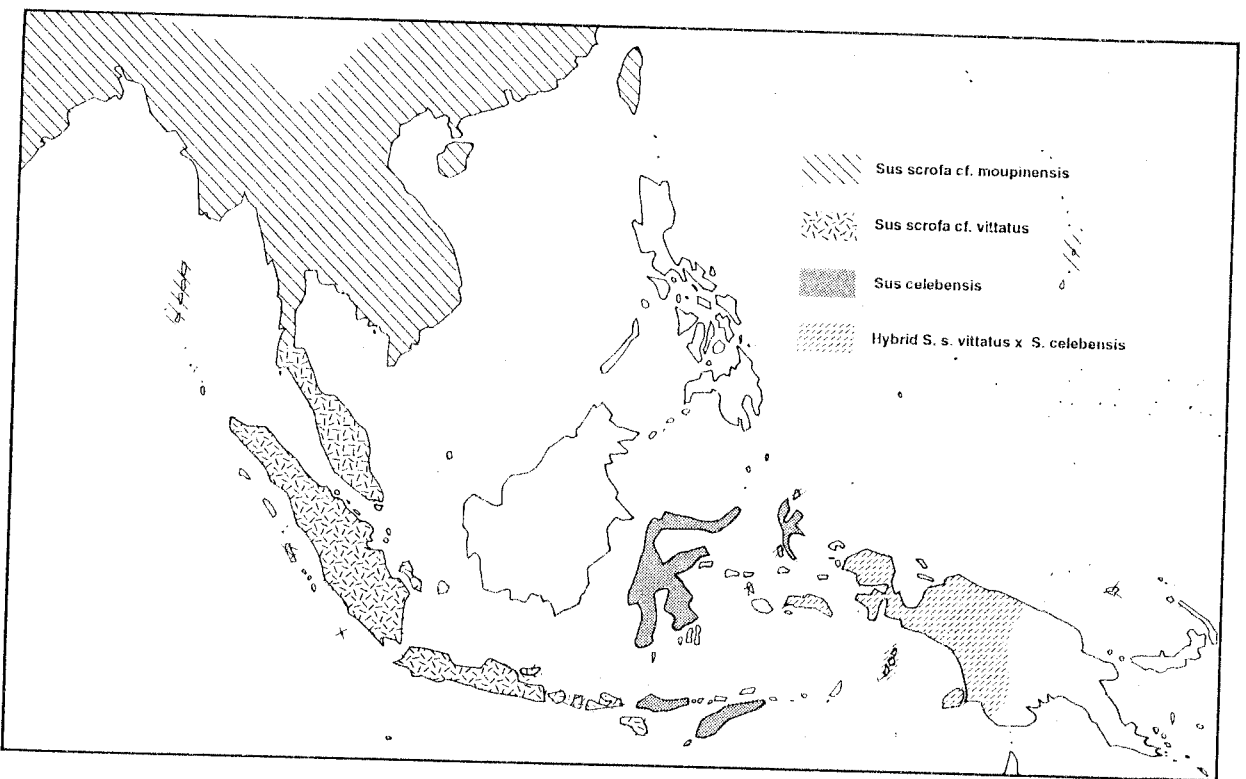 Sus scrofa cf. moupinensis
Sus scrofa cf. vittatus
Sus celebensis
Hybrid S. s. vittatus x S. celebensis